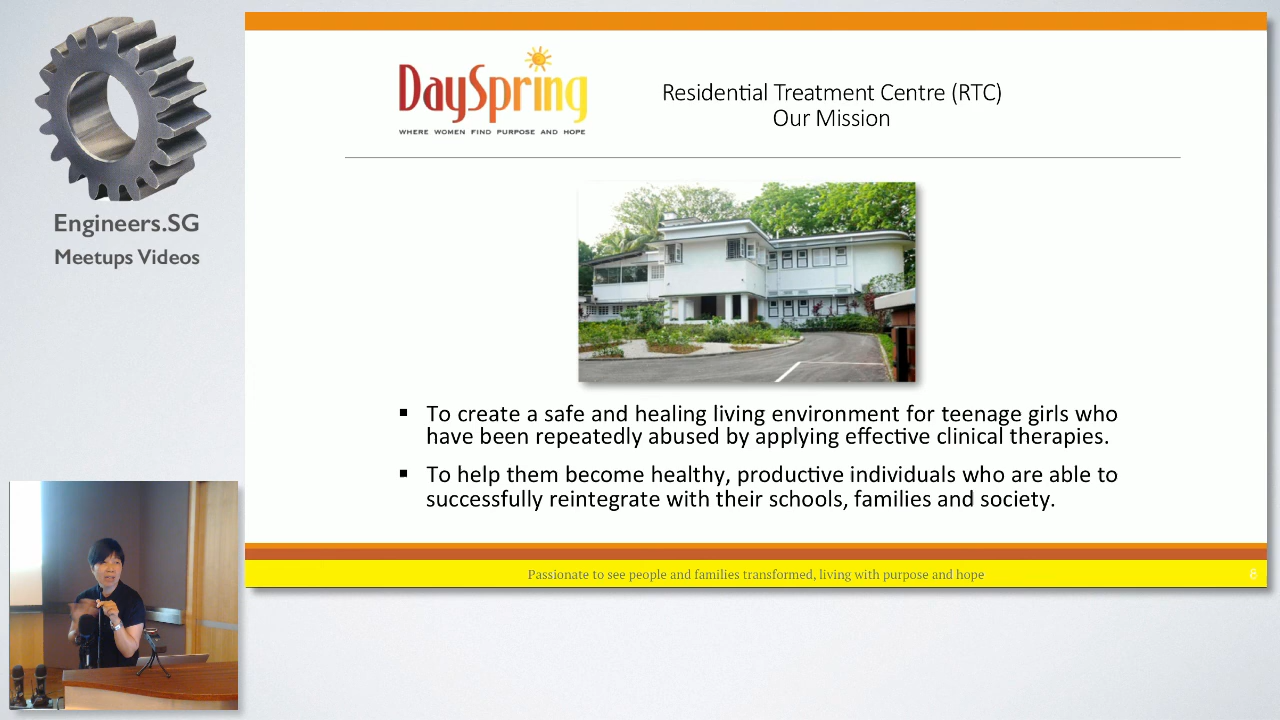 Engineers.SG
Meetups Videos
DaySpring
WHERE WOMEN FIND PURPOSE AND HOPE
Residential Treatment Centre (RTC)
Our Mission
▪ To create a safe and healing living environment for teenage girls who
have been repeatedly abused by applying effective clinical therapies.
▪ To help them become healthy, productive individuals who are able to
successfully reintegrate with their schools, families and society.
Passionate to see people and families transformed, living with purpose and hope
8